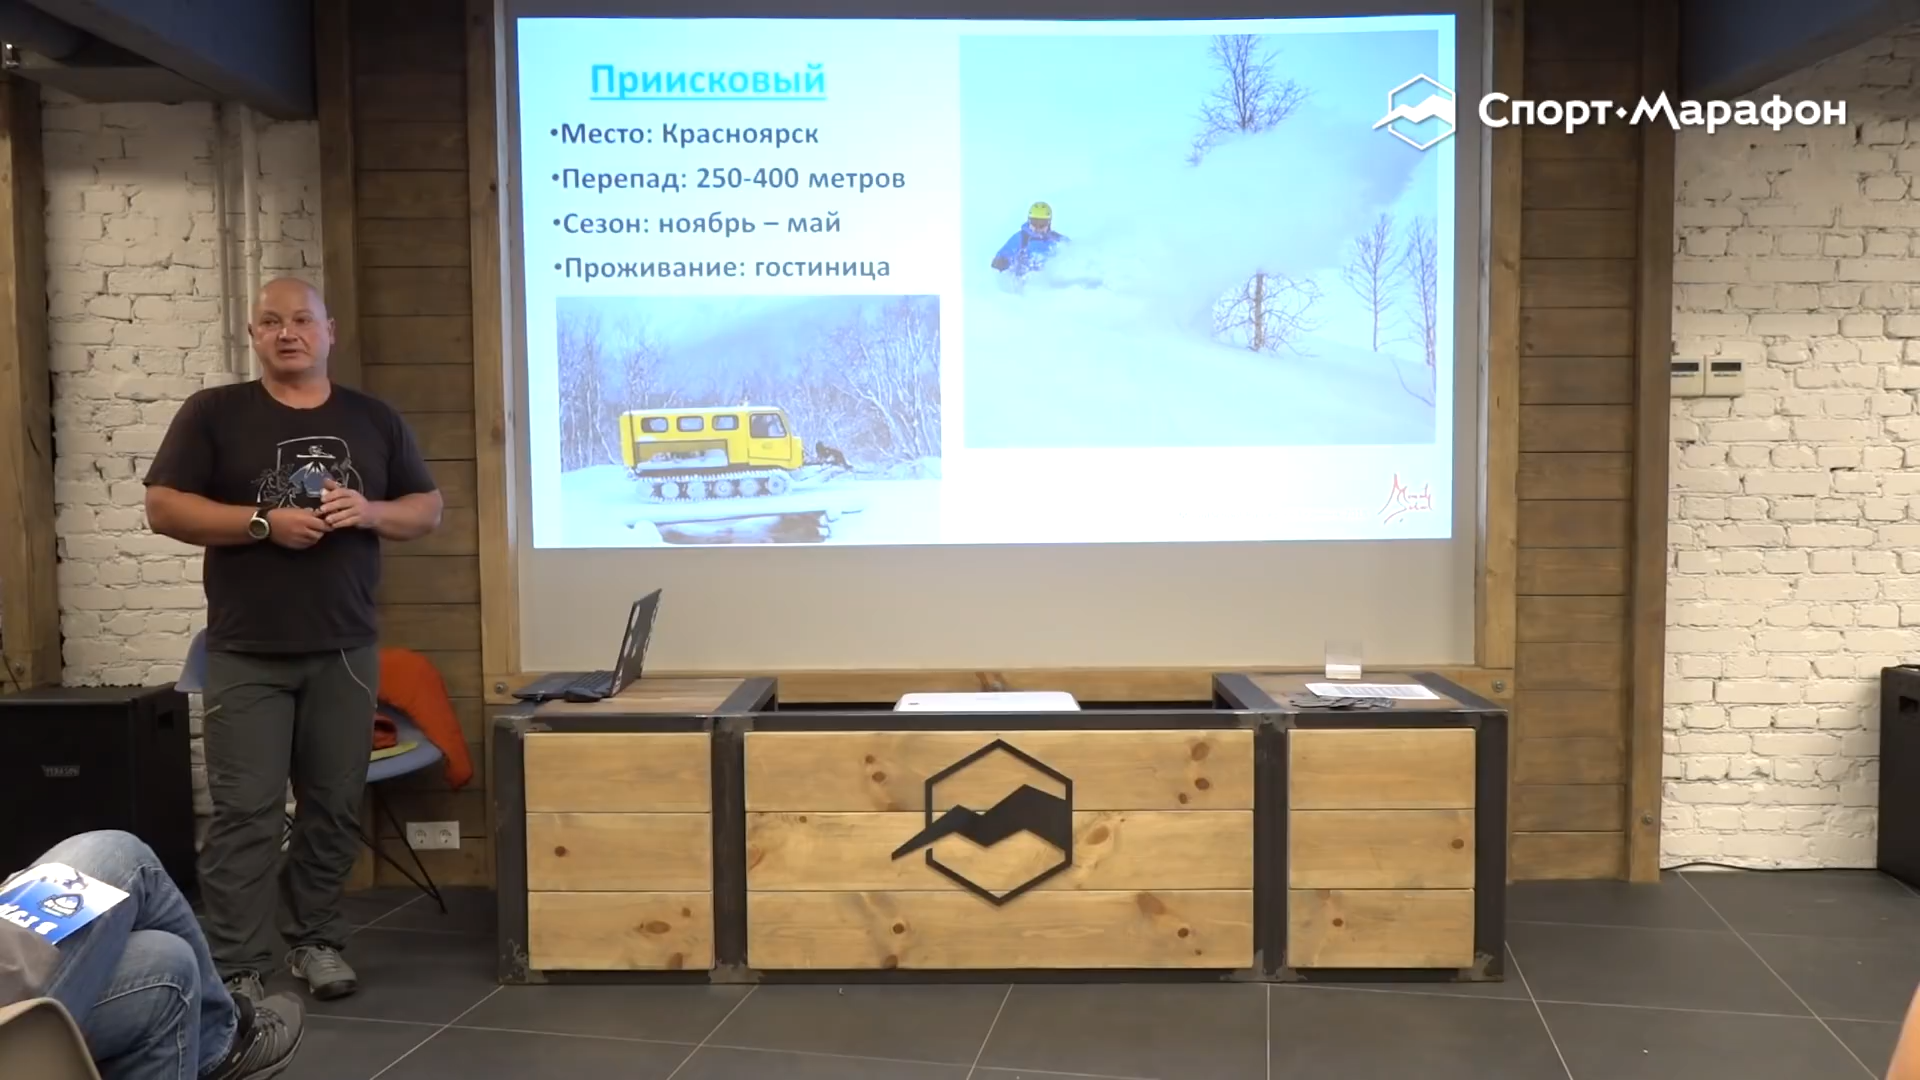 Приисковый
•Место: Красноярск
•Перепад: 250-400 метров
•Сезон: ноябрь – май
•Проживание: гостиница
Спорт•Марафон